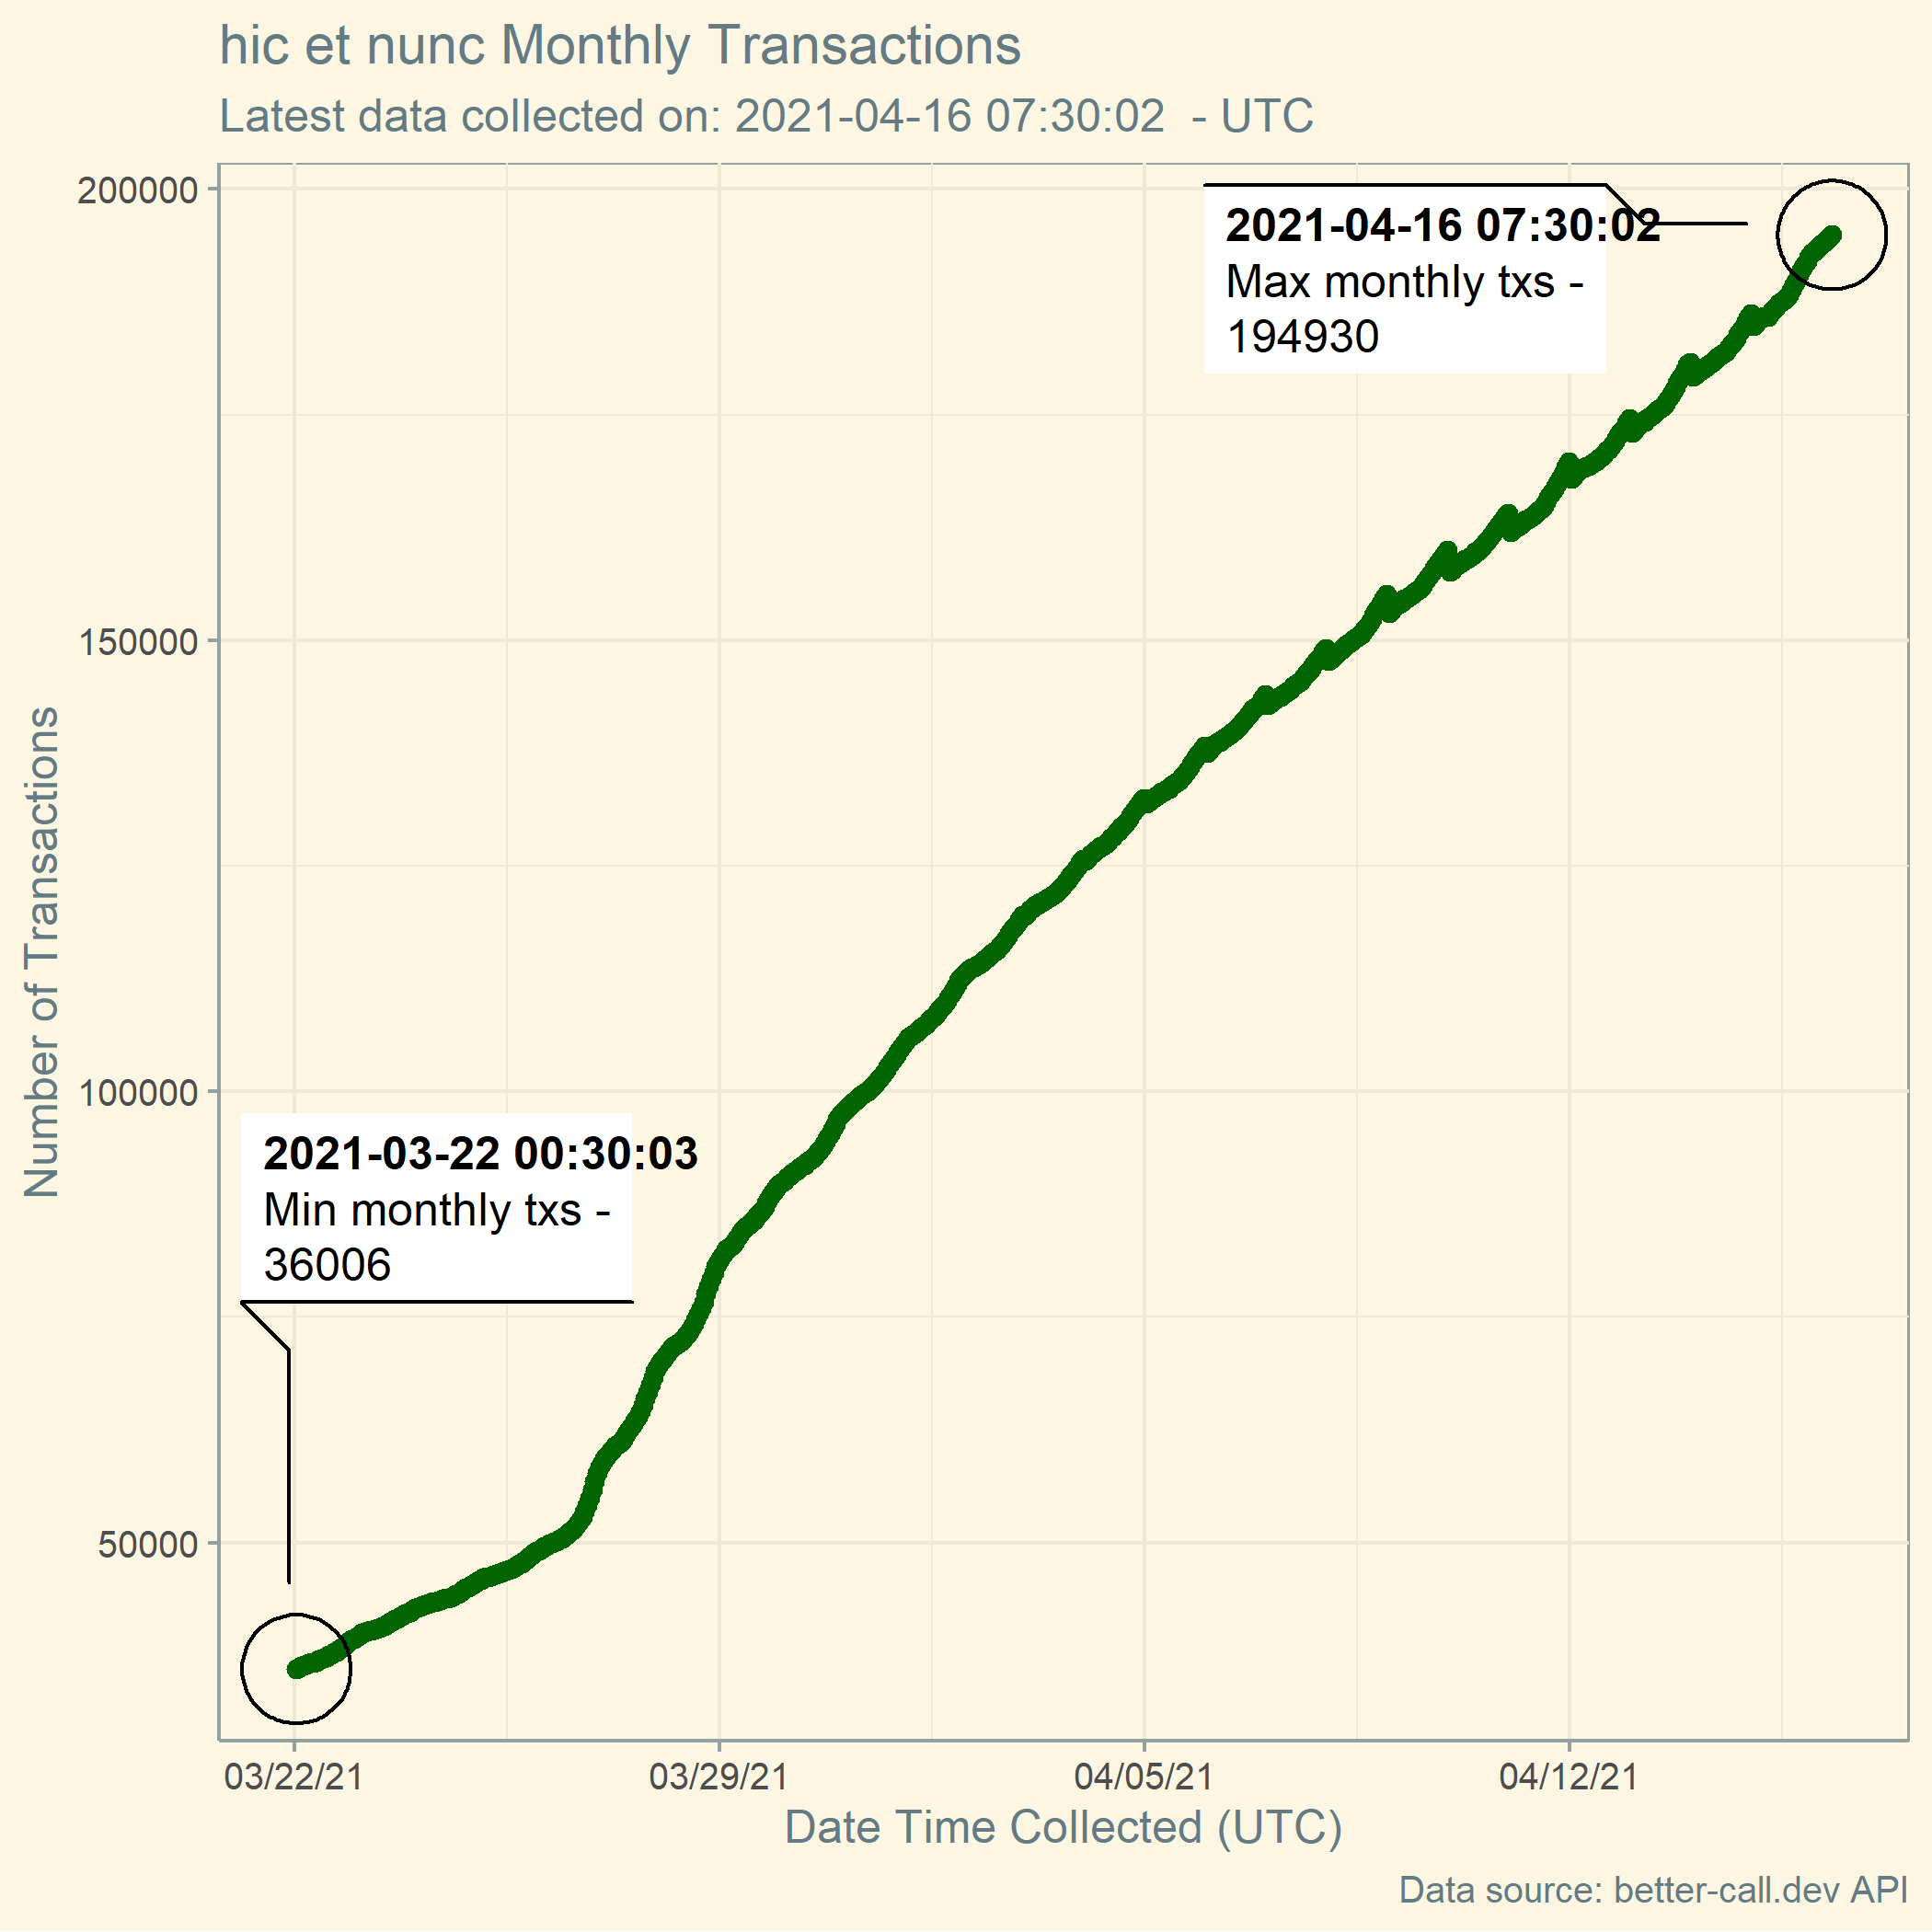 hic et nunc Monthly Transactions
Latest data collected on: 2021-04-16 07:30:02 - UTC
Number of Transactions
200000
150000
100000
50000
2021-04-16 07:30:02
Max monthly txs -
194930
2021-03-22 00:30:03
Min monthly txs -
36006
03/22/21
03/29/21
04/05/21
04/12/21
Date Time Collected (UTC)
Data source: better-call.dev API